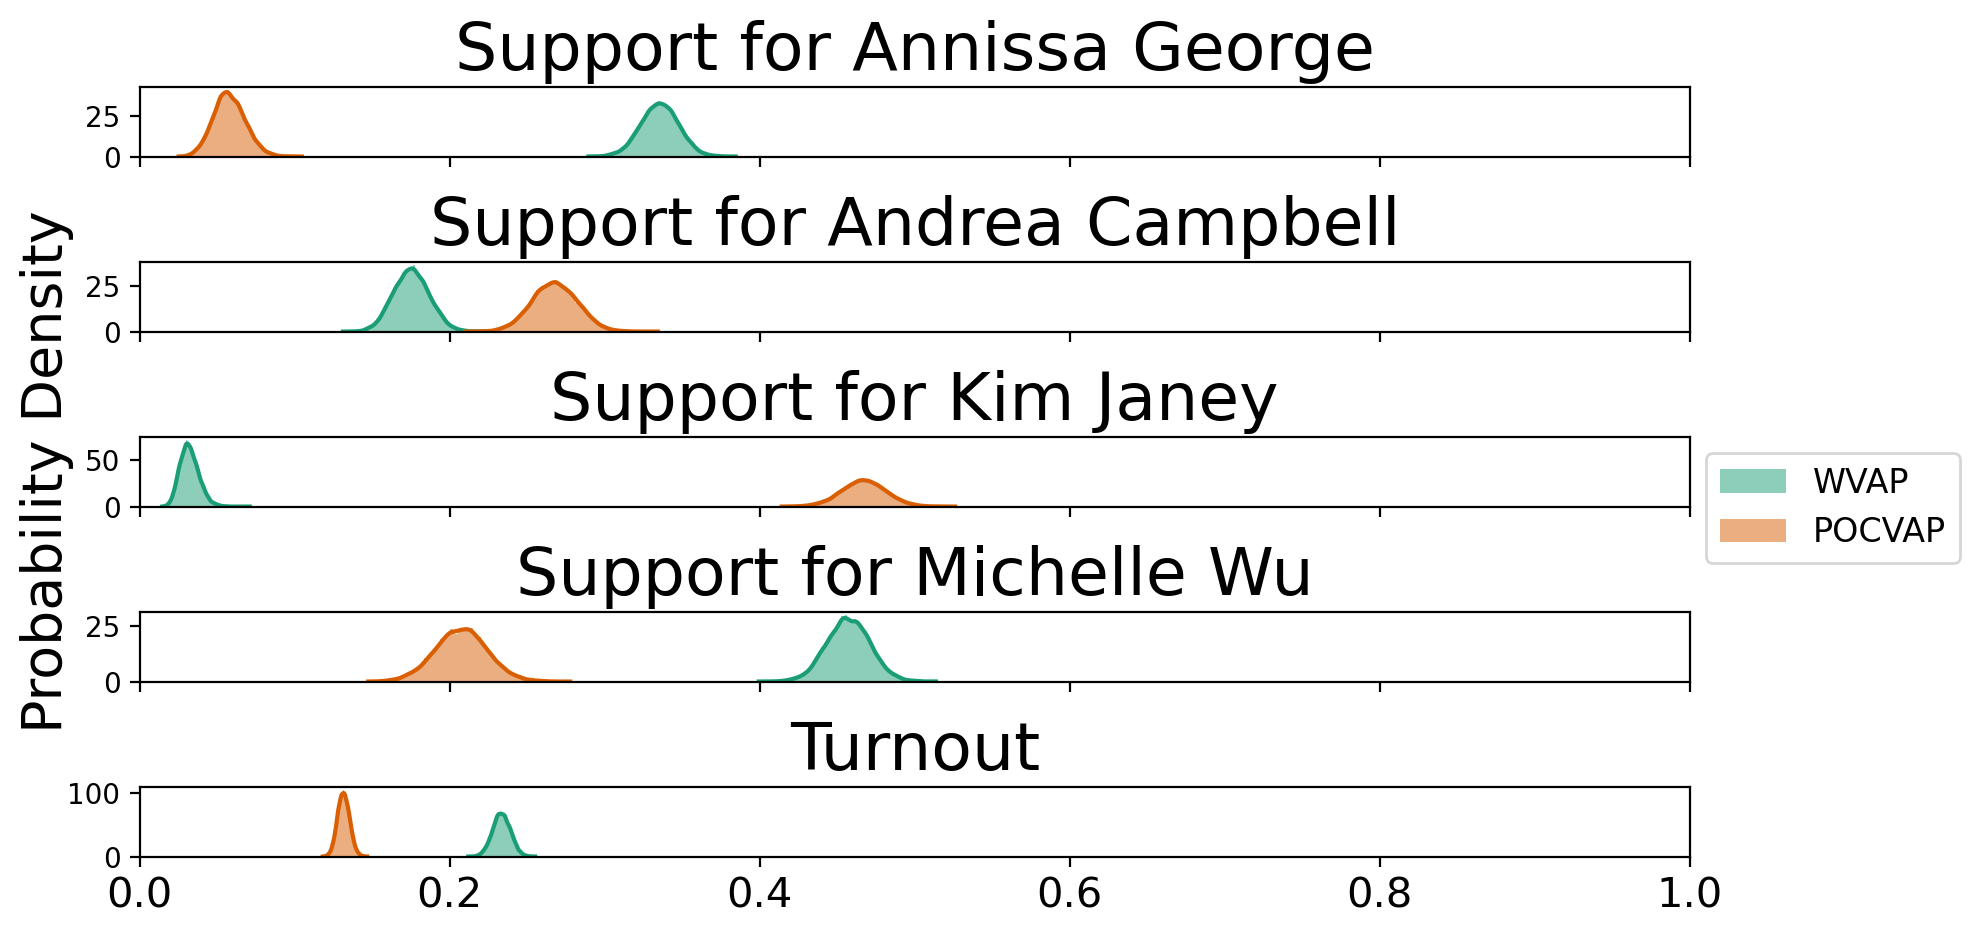 Support for Annissa George
25
0
Support for Andrea Campbell
25
0
Support for Kim Janey
50
0
Support for Michelle Wu
25
0
Turnout
100
0
0.0 0.2 0.4 0.6 0.8 1.0
Probability Density
WVAP
POCVAP